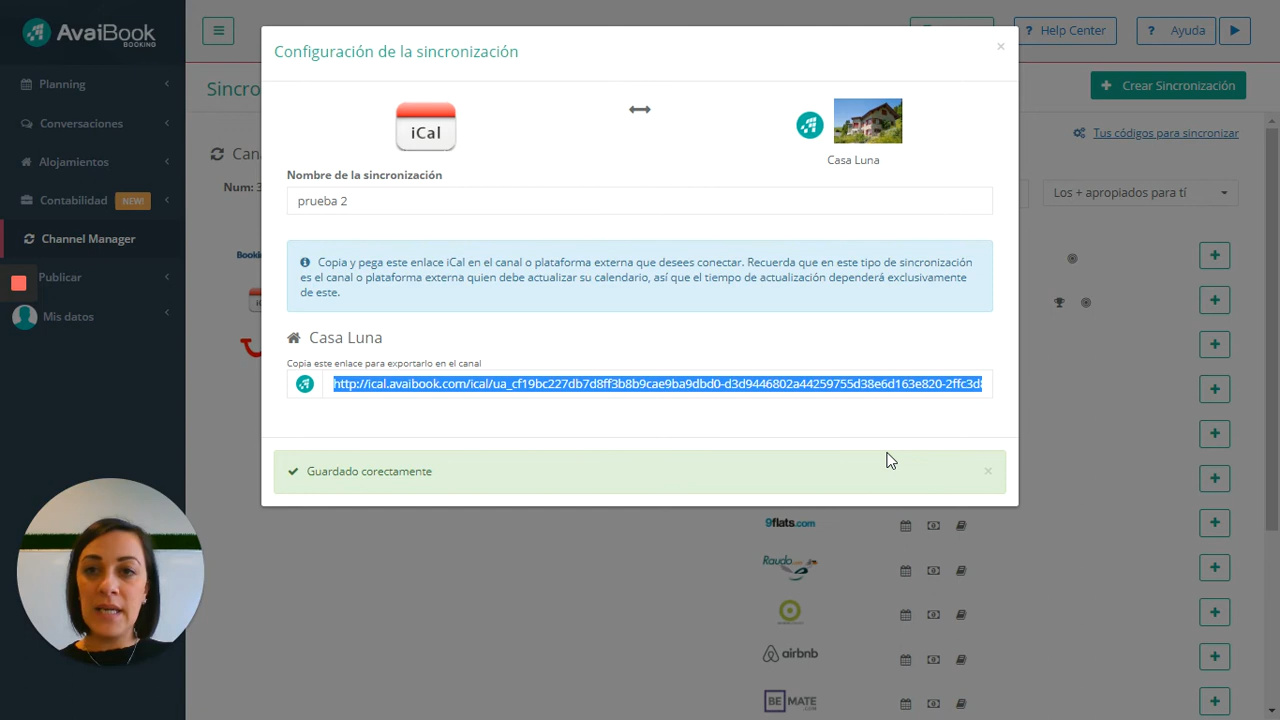 AvaiBook
BOOKING
Planning
Conversaciones
Alojamientos
Contabilidad NEW!
Channel Manager
Publicar
Mis datos
? Help Center
? Ayuda
Sincro
Crear Sincronización
Tus códigos para sincronizar
Can
Num: 3
Los + apropiados para ti
Booki
Configuración de la sincronización
×
iCal
Casa Luna
Nombre de la sincronización
prueba 2
Copia y pega este enlace iCal en el canal o plataforma externa que desees conectar. Recuerda que en este tipo de sincronización
es el canal o plataforma externa quien debe actualizar su calendario, así que el tiempo de actualización dependerá exclusivamente
de este.
Casa Luna
Copia este enlace para exportarlo en el canal
http://ical.avaibook.com/ical/ua_cf19bc227db7d8ff3b8b9cae9ba9dbd0-d3d9446802a44259755d38e6d163e820-2ffc3d
Guardado corectamente
×
9flats.com
Raudo
airbnb
BE MATE
.com